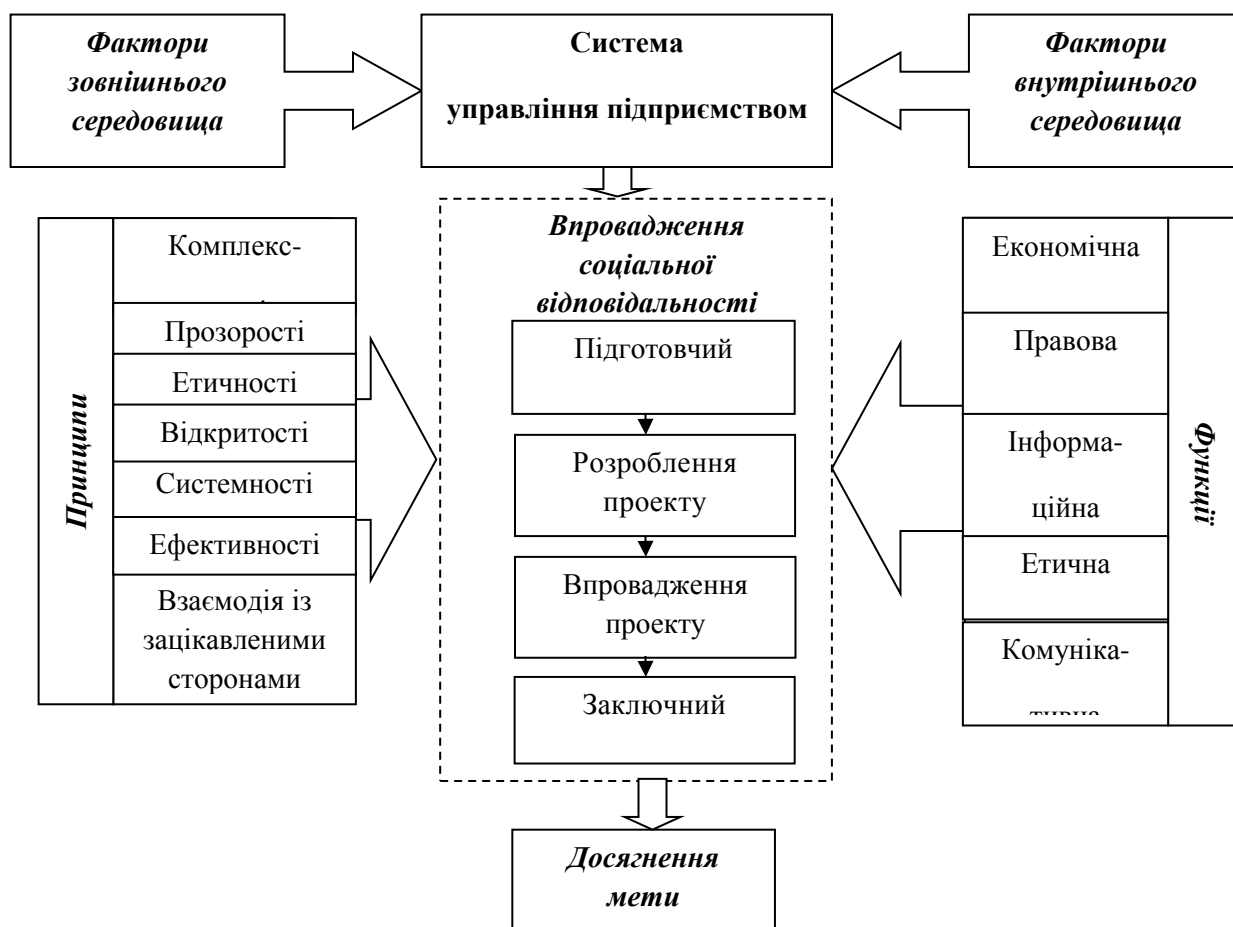 Фактори
зовнішнього
середовища
Система
управління підприємством
Фактори
внутрішнього
середовища
Принципи
Комплекс-
Прозорості
Етичності
Відкритості
Системності
Ефективності
Взаємодія із
зацікавленими
сторонами
Впровадження
соціальної
відповідальності
Підготовчий
Розроблення
проекту
Впровадження
проекту
Заключний
Економічна
Правова
Інформа-
ційна
Етична
Комуніка-
тивна
Функції
Досягнення
мети